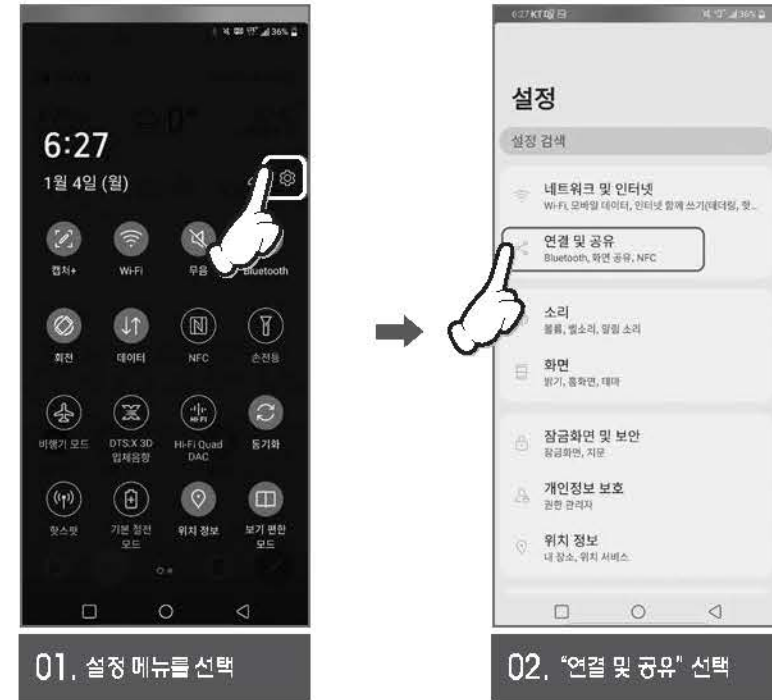 36%
6:27
1월 4일 (월)
캡처+ Wi-Fi 무음 Bluetooth
회전 데이터 NFC 손전등
비행기 모드 DTS:X 3D 입체음향 Hi-Fi Quad DAC 동기화
핫스팟 기본 절전 모드 위치 정보 보기 편한 모드
01. 설정 메뉴를 선택
6:27 KT 36%
설정
설정 검색
네트워크 및 인터넷
Wi-Fi, 모바일 데이터, 인터넷 함께 쓰기(테더링, 핫...
연결 및 공유
Bluetooth, 화면 공유, NFC
소리
볼륨, 벨소리, 알림 소리
화면
밝기, 홈화면, 테마
잠금화면 및 보안
잠금화면, 지문
개인정보 보호
권한 관리자
위치 정보
내 장소, 위치 서비스
02. “연결 및 공유” 선택